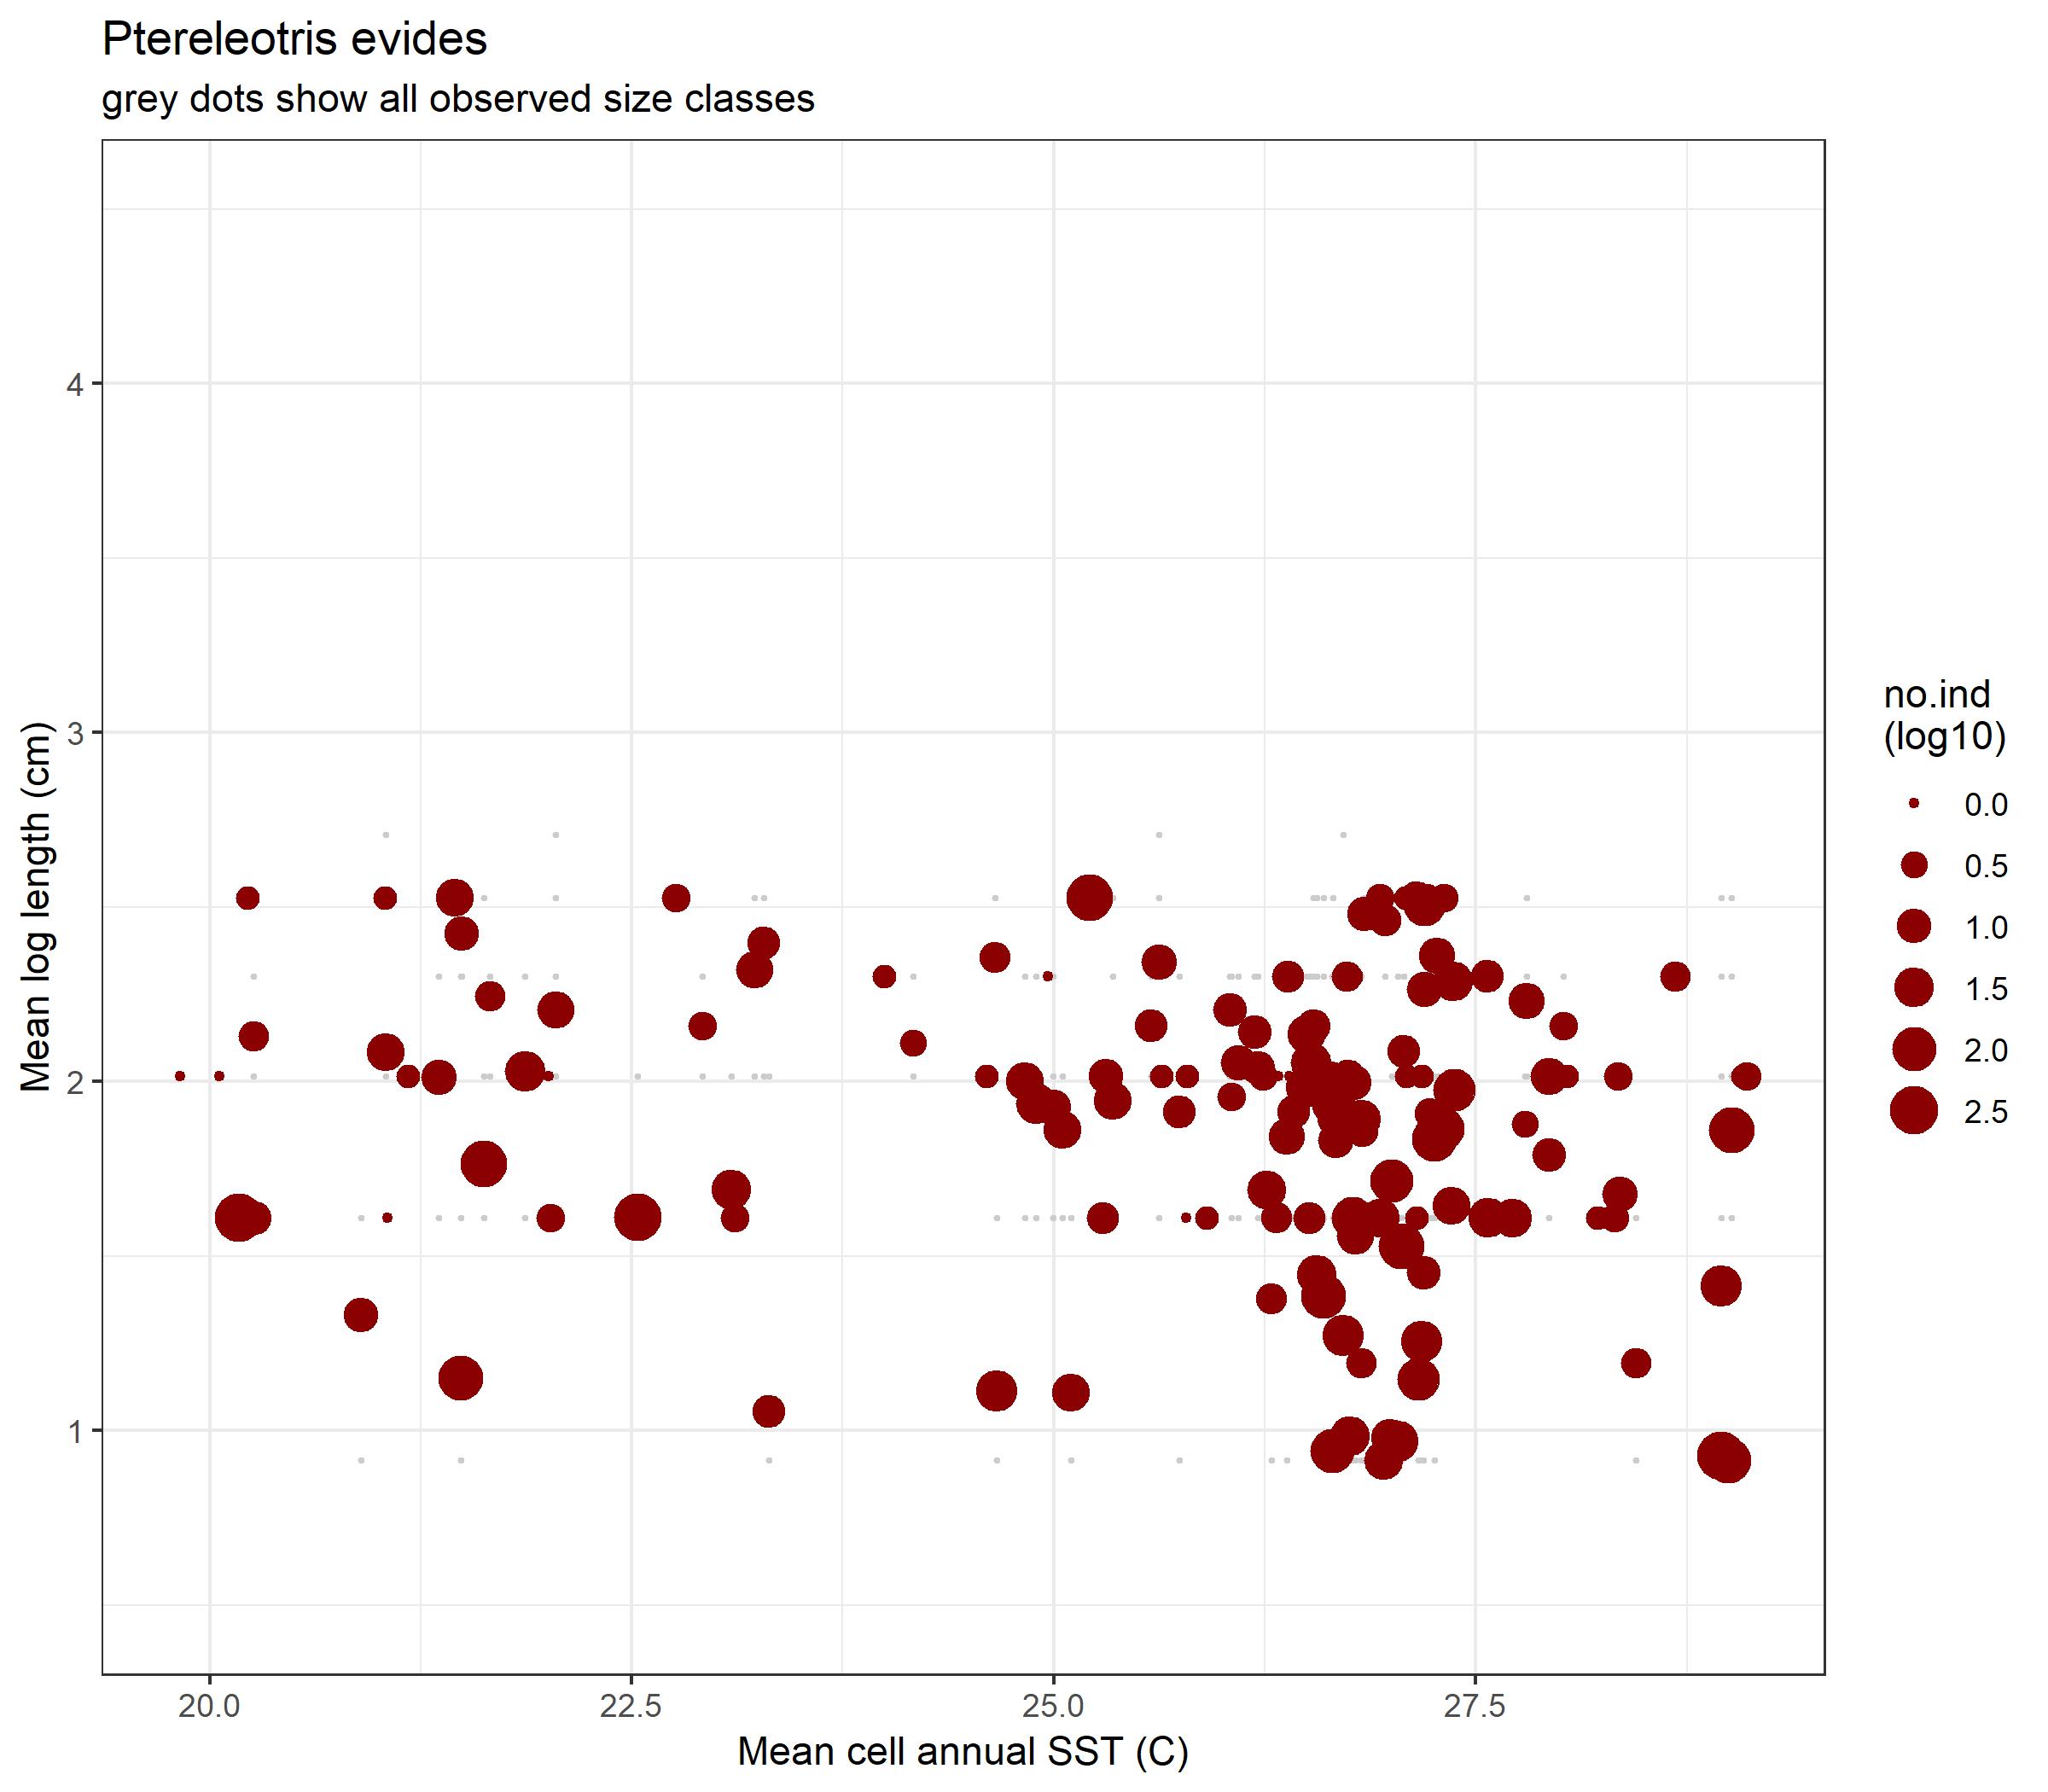 Ptereleotris evides
grey dots show all observed size classes
Mean log length (cm)
4
3
2
1
20.0
22.5
25.0
27.5
Mean cell annual SST (C)
no.ind
(log10)
0.0
0.5
1.0
1.5
2.0
2.5